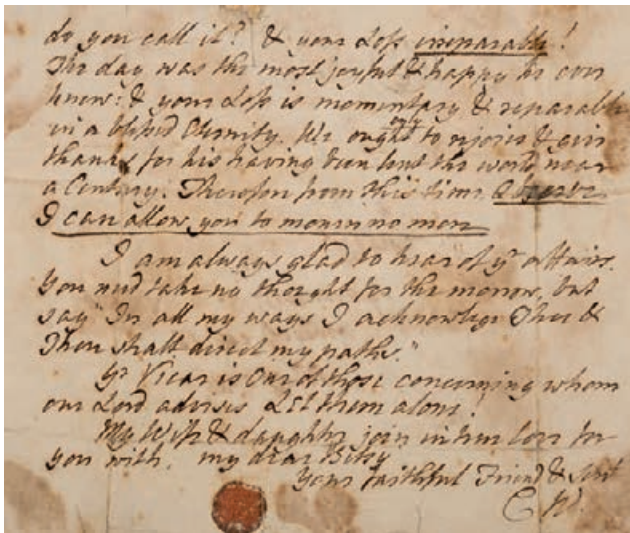 do you call it? & your Loss irreparable!
The day was the most joyful & happy he ever
knew: & your Loss is momentary & reparable
in a blessed Eternity. We ought only to rejoice & give
thanks for his having been lent the world near
a Century. Therefore from this time Observe
I can allow you to mourn no more
I am always glad to hear of yr affairs.
You need take no thought for the morrow, but
say "In all my ways I acknowlege Thee &
Thou shalt direct my paths."
Yr Vicar is One of those concerning whom
our Lord advises Let them alone!
My Wife & daughter join in true Love for
you with, my dear Betsy
Your faithful Friend & Servt
C W.